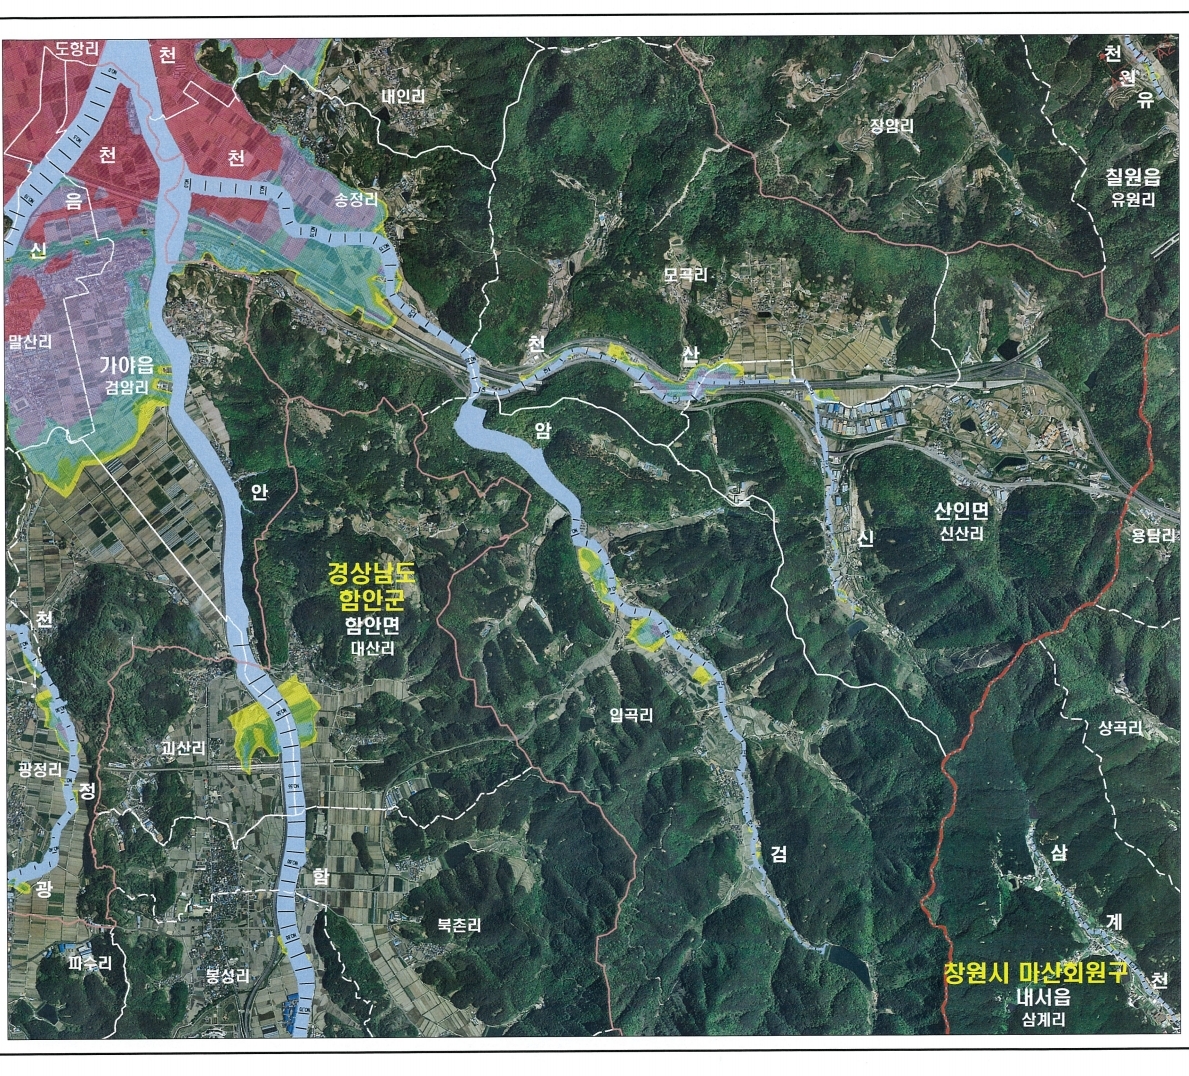 도항리
천
천
원
유
내인리
장암리
천
천
칠원읍
유원리
음
송정리
신
모곡리
말산리
천
산
가야읍
검암리
암
안
산인면
신산리
신
용담리
경상남도
함안군
함안면
대산리
천
입곡리
상곡리
괴산리
광정리
정
검
삼
함
광
계
북촌리
파수리
봉성리
창원시 마산회원구
내서읍
삼계리
천